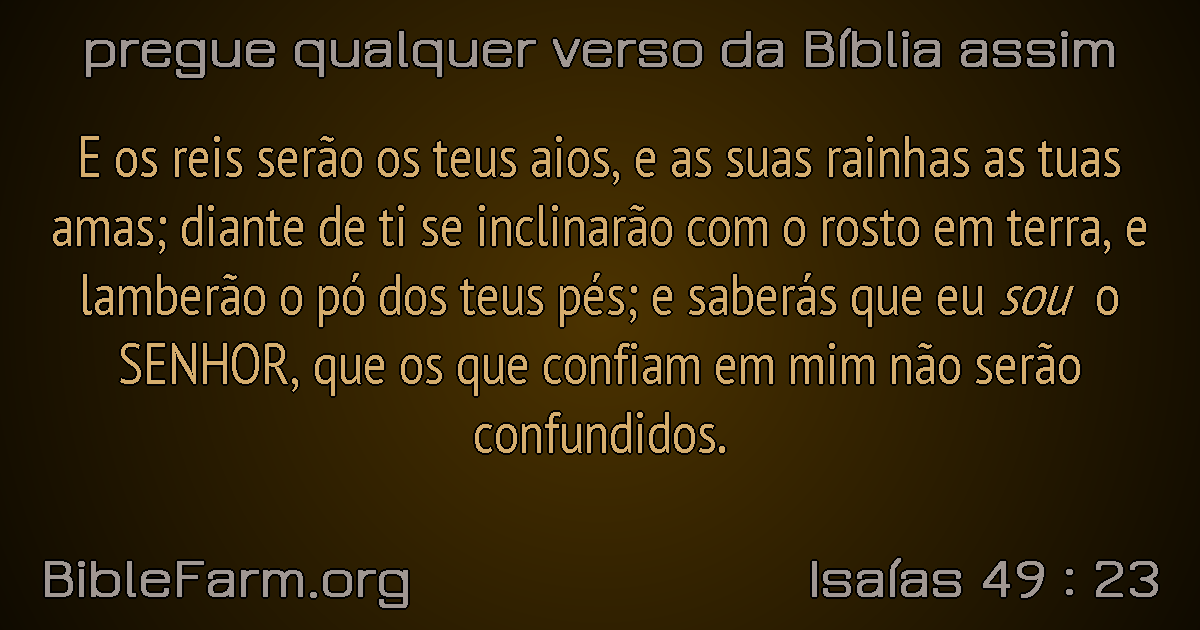 pregue qualquer verso da Bíblia assim
E os reis serão os teus aios, e as suas rainhas as tuas
amas; diante de ti se inclinarão com o rosto em terra, e
lamberão o pó dos teus pés; e saberás que eu sou o
SENHOR, que os que confiam em mim não serão
confundidos.
BibleFarm.org
Isaías 49 : 23